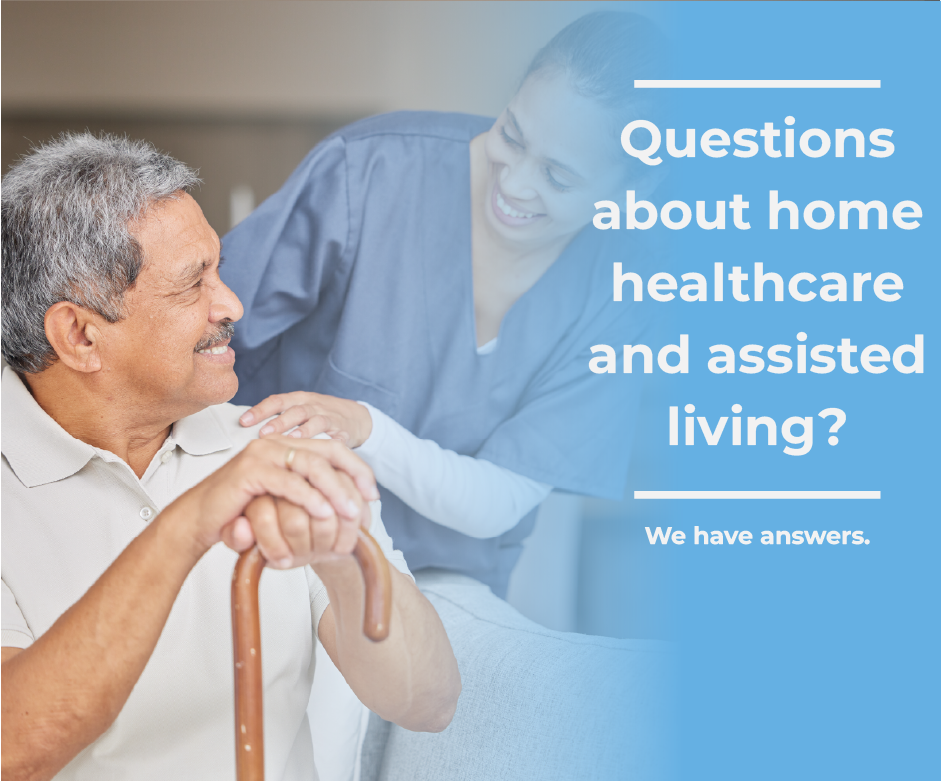 Questions
about home
healthcare
and assisted
living?
We have answers.